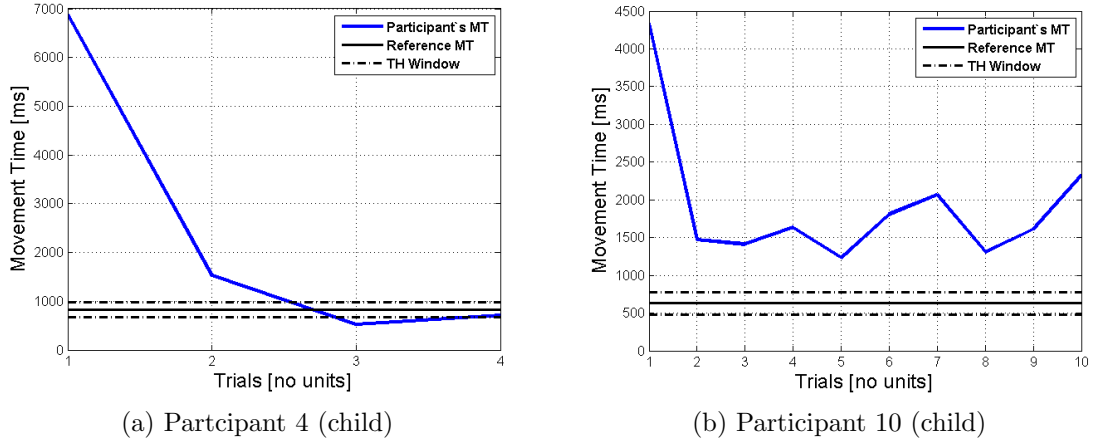 7000
6000
5000
4000
3000
2000
1000
0
Movement Time [ms]
Participant`s MT
Reference MT
TH Window
1 2 3 4
Trials [no units]
(a) Partcipant 4 (child)
4500
4000
3500
3000
2500
2000
1500
1000
500
0
Movement Time [ms]
Participant`s MT
Reference MT
TH Window
1 2 3 4 5 6 7 8 9 10
Trials [no units]
(b) Participant 10 (child)